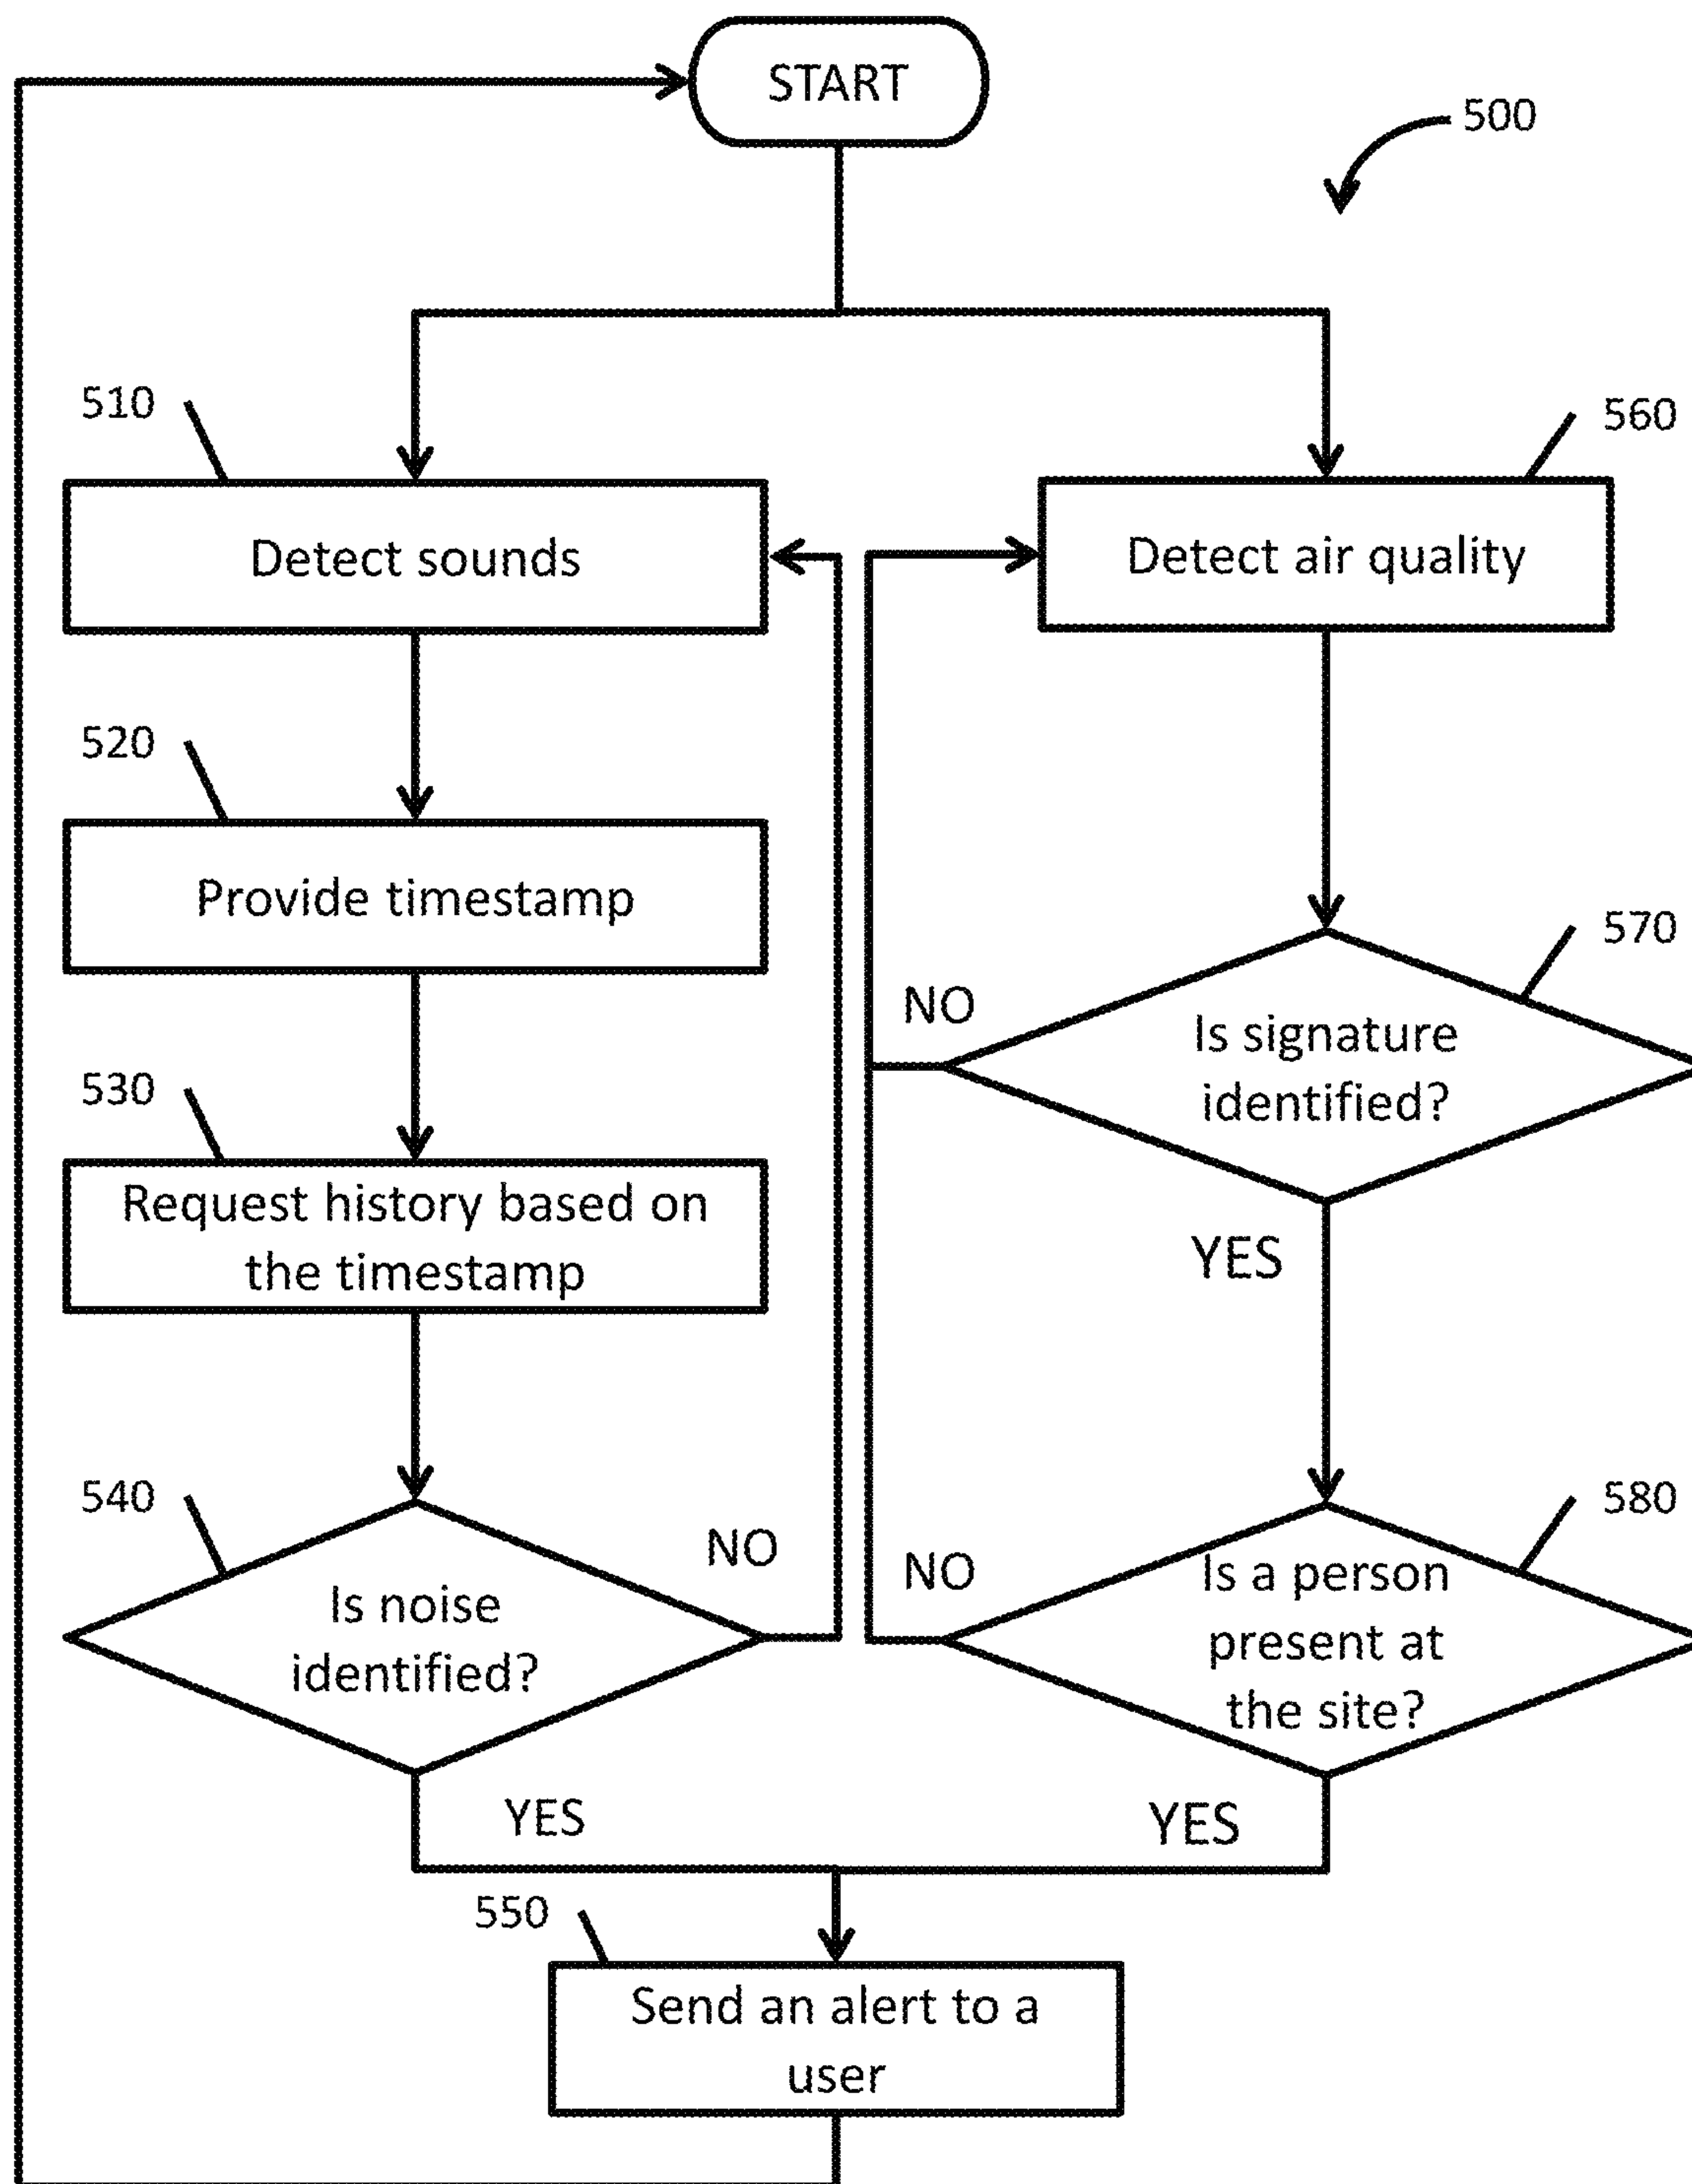 START
500
510
Detect sounds
560
Detect air quality
520
Provide timestamp
570
NO
Is signature
identified?
530
Request history based on
the timestamp
YES
540
NO
Is noise
identified?
580
NO
Is a person
present at
the site?
YES
YES
550
Send an alert to a
user